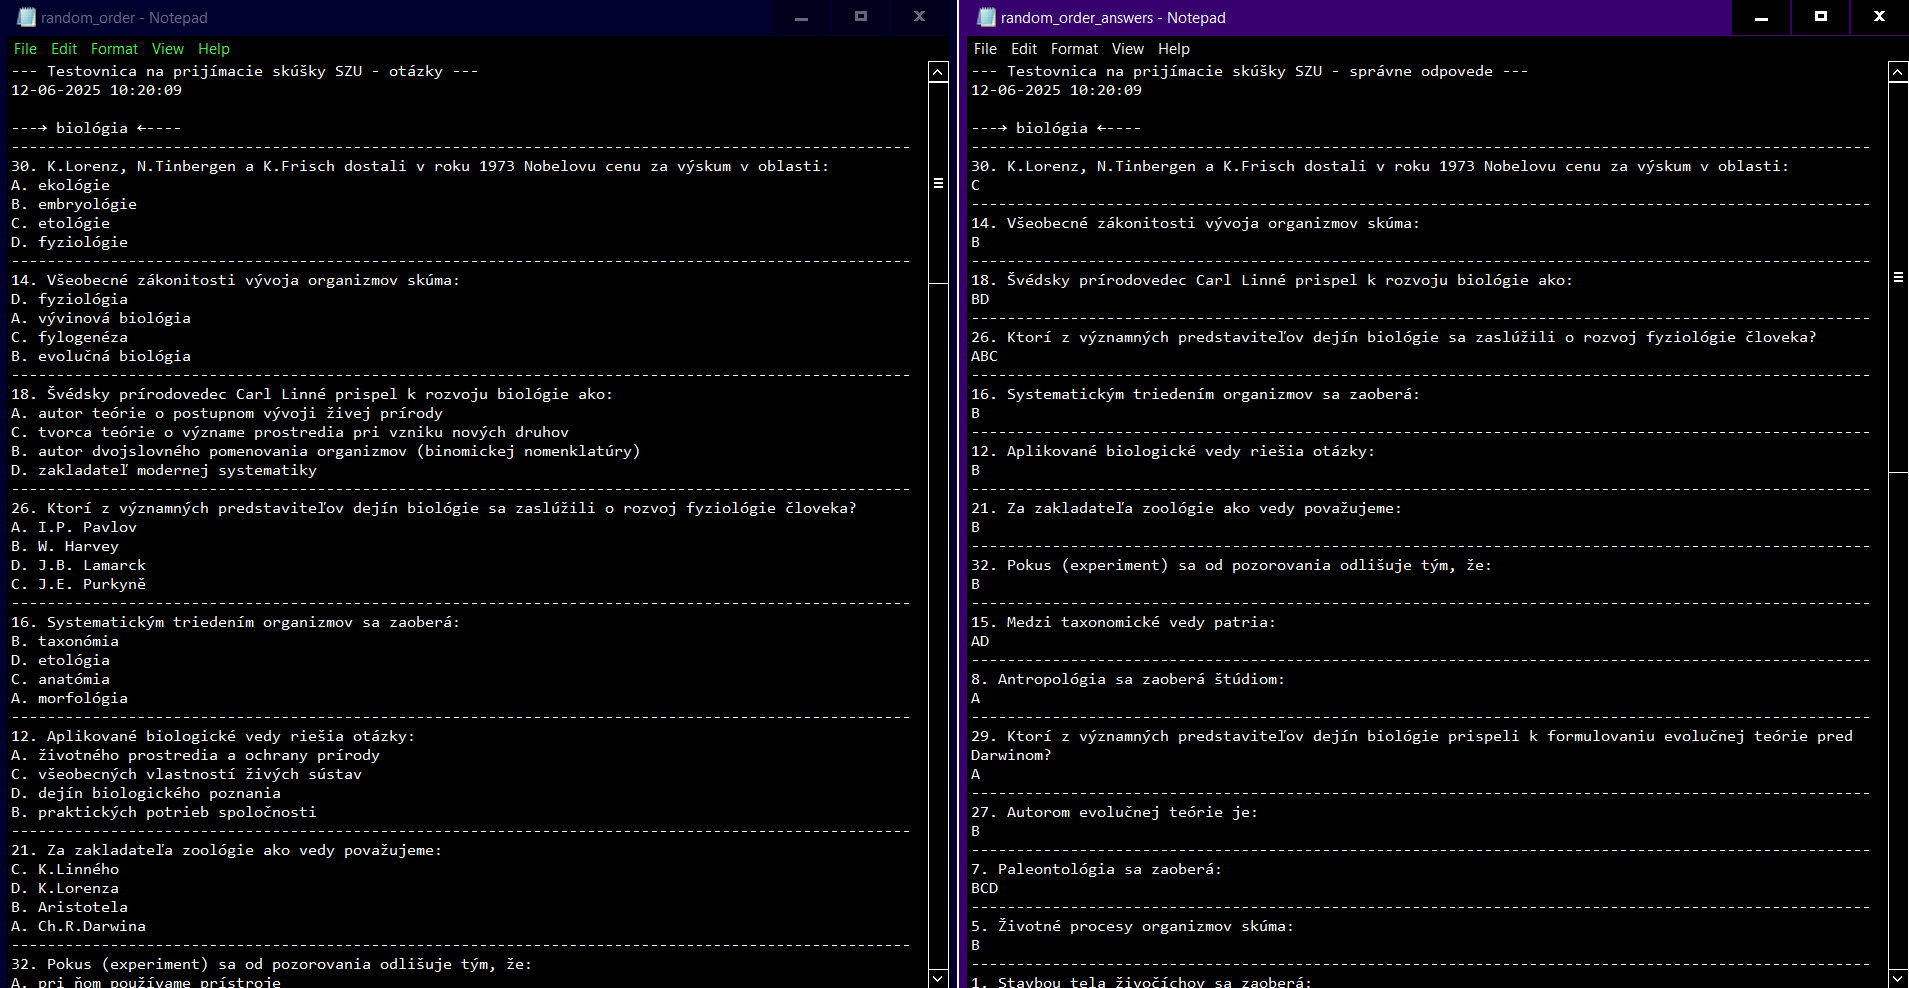 random_order - Notepad
File Edit Format View Help
--- Testovnica na prijímacie skúšky SZU - otázky ---
12-06-2025 10:20:09
---→ biológia ←----
----------------------------------------------------------------------------------------------------
30. K.Lorenz, N.Tinbergen a K.Frisch dostali v roku 1973 Nobelovu cenu za výskum v oblasti:
A. ekológie
B. embryológie
C. etológie
D. fyziológie
----------------------------------------------------------------------------------------------------
14. Všeobecné zákonitosti vývoja organizmov skúma:
D. fyziológia
A. vývinová biológia
C. fylogenéza
B. evolučná biológia
----------------------------------------------------------------------------------------------------
18. Švédsky prírodovedec Carl Linné prispel k rozvoju biológie ako:
A. autor teórie o postupnom vývoji živej prírody
C. tvorca teórie o význame prostredia pri vzniku nových druhov
B. autor dvojslovného pomenovania organizmov (binomickej nomenklatúry)
D. zakladateľ modernej systematiky
----------------------------------------------------------------------------------------------------
26. Ktorí z významných predstaviteľov dejín biológie sa zaslúžili o rozvoj fyziológie človeka?
A. I.P. Pavlov
B. W. Harvey
D. J.B. Lamarck
C. J.E. Purkyně
----------------------------------------------------------------------------------------------------
16. Systematickým triedením organizmov sa zaoberá:
B. taxonómia
D. etológia
C. anatómia
A. morfológia
----------------------------------------------------------------------------------------------------
12. Aplikované biologické vedy riešia otázky:
A. životného prostredia a ochrany prírody
C. všeobecných vlastností živých sústav
D. dejín biologického poznania
B. praktických potrieb spoločnosti
----------------------------------------------------------------------------------------------------
21. Za zakladateľa zoológie ako vedy považujeme:
C. K.Linného
D. K.Lorenza
B. Aristotela
A. Ch.R.Darwina
----------------------------------------------------------------------------------------------------
32. Pokus (experiment) sa od pozorovania odlišuje tým, že:
A. pri ňom používame prístroje
random_order_answers - Notepad
File Edit Format View Help
--- Testovnica na prijímacie skúšky SZU - správne odpovede ---
12-06-2025 10:20:09
---→ biológia ←----
----------------------------------------------------------------------------------------------------
30. K.Lorenz, N.Tinbergen a K.Frisch dostali v roku 1973 Nobelovu cenu za výskum v oblasti:
C
----------------------------------------------------------------------------------------------------
14. Všeobecné zákonitosti vývoja organizmov skúma:
B
----------------------------------------------------------------------------------------------------
18. Švédsky prírodovedec Carl Linné prispel k rozvoju biológie ako:
BD
----------------------------------------------------------------------------------------------------
26. Ktorí z významných predstaviteľov dejín biológie sa zaslúžili o rozvoj fyziológie človeka?
ABC
----------------------------------------------------------------------------------------------------
16. Systematickým triedením organizmov sa zaoberá:
B
----------------------------------------------------------------------------------------------------
12. Aplikované biologické vedy riešia otázky:
B
----------------------------------------------------------------------------------------------------
21. Za zakladateľa zoológie ako vedy považujeme:
B
----------------------------------------------------------------------------------------------------
32. Pokus (experiment) sa od pozorovania odlišuje tým, že:
B
----------------------------------------------------------------------------------------------------
15. Medzi taxonomické vedy patria:
AD
----------------------------------------------------------------------------------------------------
8. Antropológia sa zaoberá štúdiom:
A
----------------------------------------------------------------------------------------------------
29. Ktorí z významných predstaviteľov dejín biológie prispeli k formulovaniu evolučnej teórie pred
Darwinom?
A
----------------------------------------------------------------------------------------------------
27. Autorom evolučnej teórie je:
B
----------------------------------------------------------------------------------------------------
7. Paleontológia sa zaoberá:
BCD
----------------------------------------------------------------------------------------------------
5. Životné procesy organizmov skúma:
B
----------------------------------------------------------------------------------------------------
1. Stavbou tela živočíchov sa zaoberá: